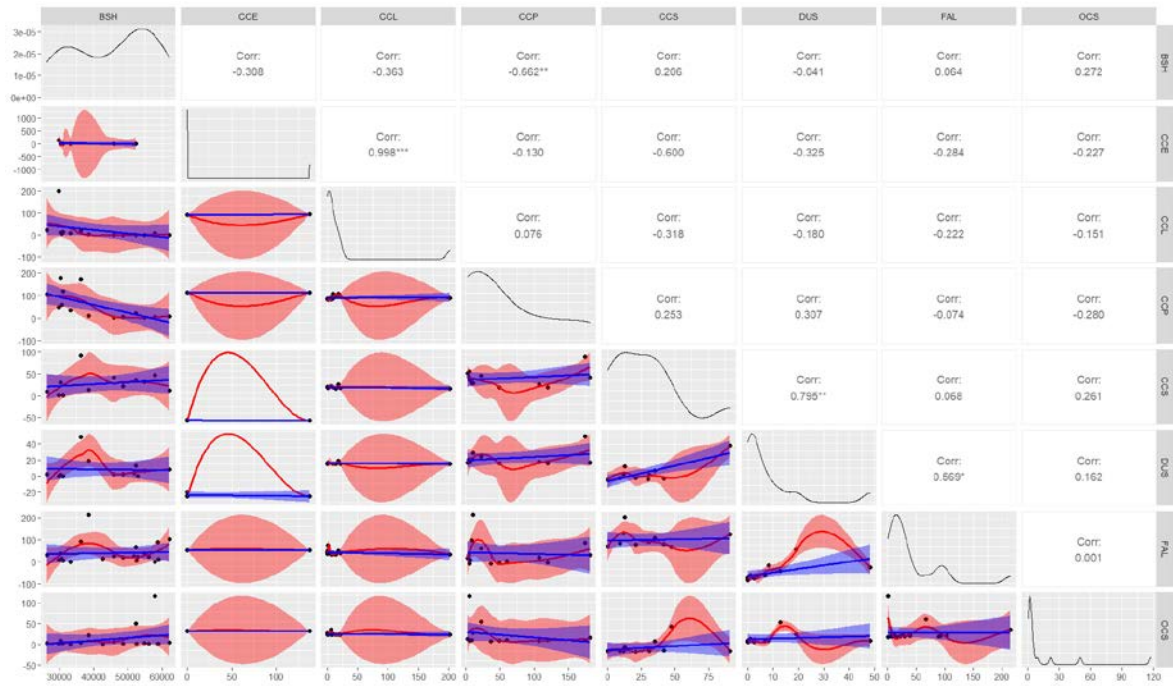 BSH CCE CCL CCP CCS DUS FAL OCS
3e-05
2e-05
1e-05
0e+00
Corr:
-0.308
Corr:
-0.363
Corr:
-0.662**
Corr:
0.206
Corr:
-0.041
Corr:
0.064
Corr:
0.272
BSH
1000
500
0
-500
-1000
Corr:
0.998***
Corr:
-0.130
Corr:
-0.600
Corr:
-0.325
Corr:
-0.284
Corr:
-0.227
CCE
200
100
0
-100
Corr:
0.076
Corr:
-0.318
Corr:
-0.180
Corr:
-0.222
Corr:
-0.151
CCL
200
100
0
-100
Corr:
0.253
Corr:
0.307
Corr:
-0.074
Corr:
-0.280
CCP
100
50
0
-50
Corr:
0.795**
Corr:
0.068
Corr:
0.261
CCS
40
20
0
-20
Corr:
0.569*
Corr:
0.162
DUS
200
100
0
-100
Corr:
0.001
FAL
100
50
0
-50
OCS
30000 40000 50000 60000 0 50 100 0 50 100 150 200 0 50 100 150 0 25 50 75 0 10 20 30 40 50 0 50 100 150 200 0 30 60 90 120